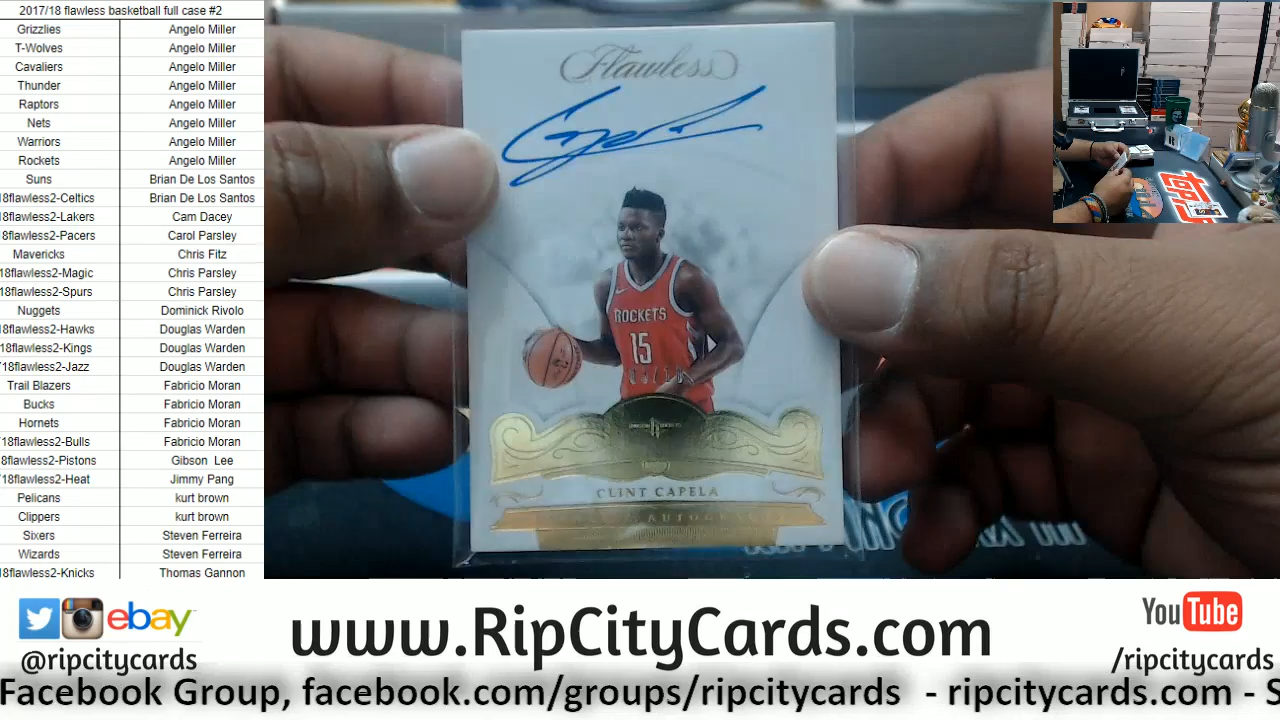 2017/18 flawless basketball full case #2
Grizzlies Angelo Miller
T-Wolves Angelo Miller
Cavaliers Angelo Miller
Thunder Angelo Miller
Raptors Angelo Miller
Nets Angelo Miller
Warriors Angelo Miller
Rockets Angelo Miller
Suns Brian De Los Santos
18flawless2-Celtics Brian De Los Santos
18flawless2-Lakers Cam Dacey
18flawless2-Pacers Carol Parsley
Mavericks Chris Fitz
18flawless2-Magic Chris Parsley
18flawless2-Spurs Chris Parsley
Nuggets Dominick Rivolo
18flawless2-Hawks Douglas Warden
18flawless2-Kings Douglas Warden
18flawless2-Jazz Douglas Warden
Trail Blazers Fabricio Moran
Bucks Fabricio Moran
Hornets Fabricio Moran
18flawless2-Bulls Fabricio Moran
18flawless2-Pistons Gibson Lee
18flawless2-Heat Jimmy Pang
Pelicans kurt brown
Clippers kurt brown
Sixers Steven Ferreira
Wizards Steven Ferreira
18flawless2-Knicks Thomas Gannon
Flawless
ROCKETS
15
CLINT CAPELA
ebay
@ripcitycards
www.RipCityCards.com
YouTube
/ripcitycards
Facebook Group, facebook.com/groups/ripcitycards - ripcitycards.com - S